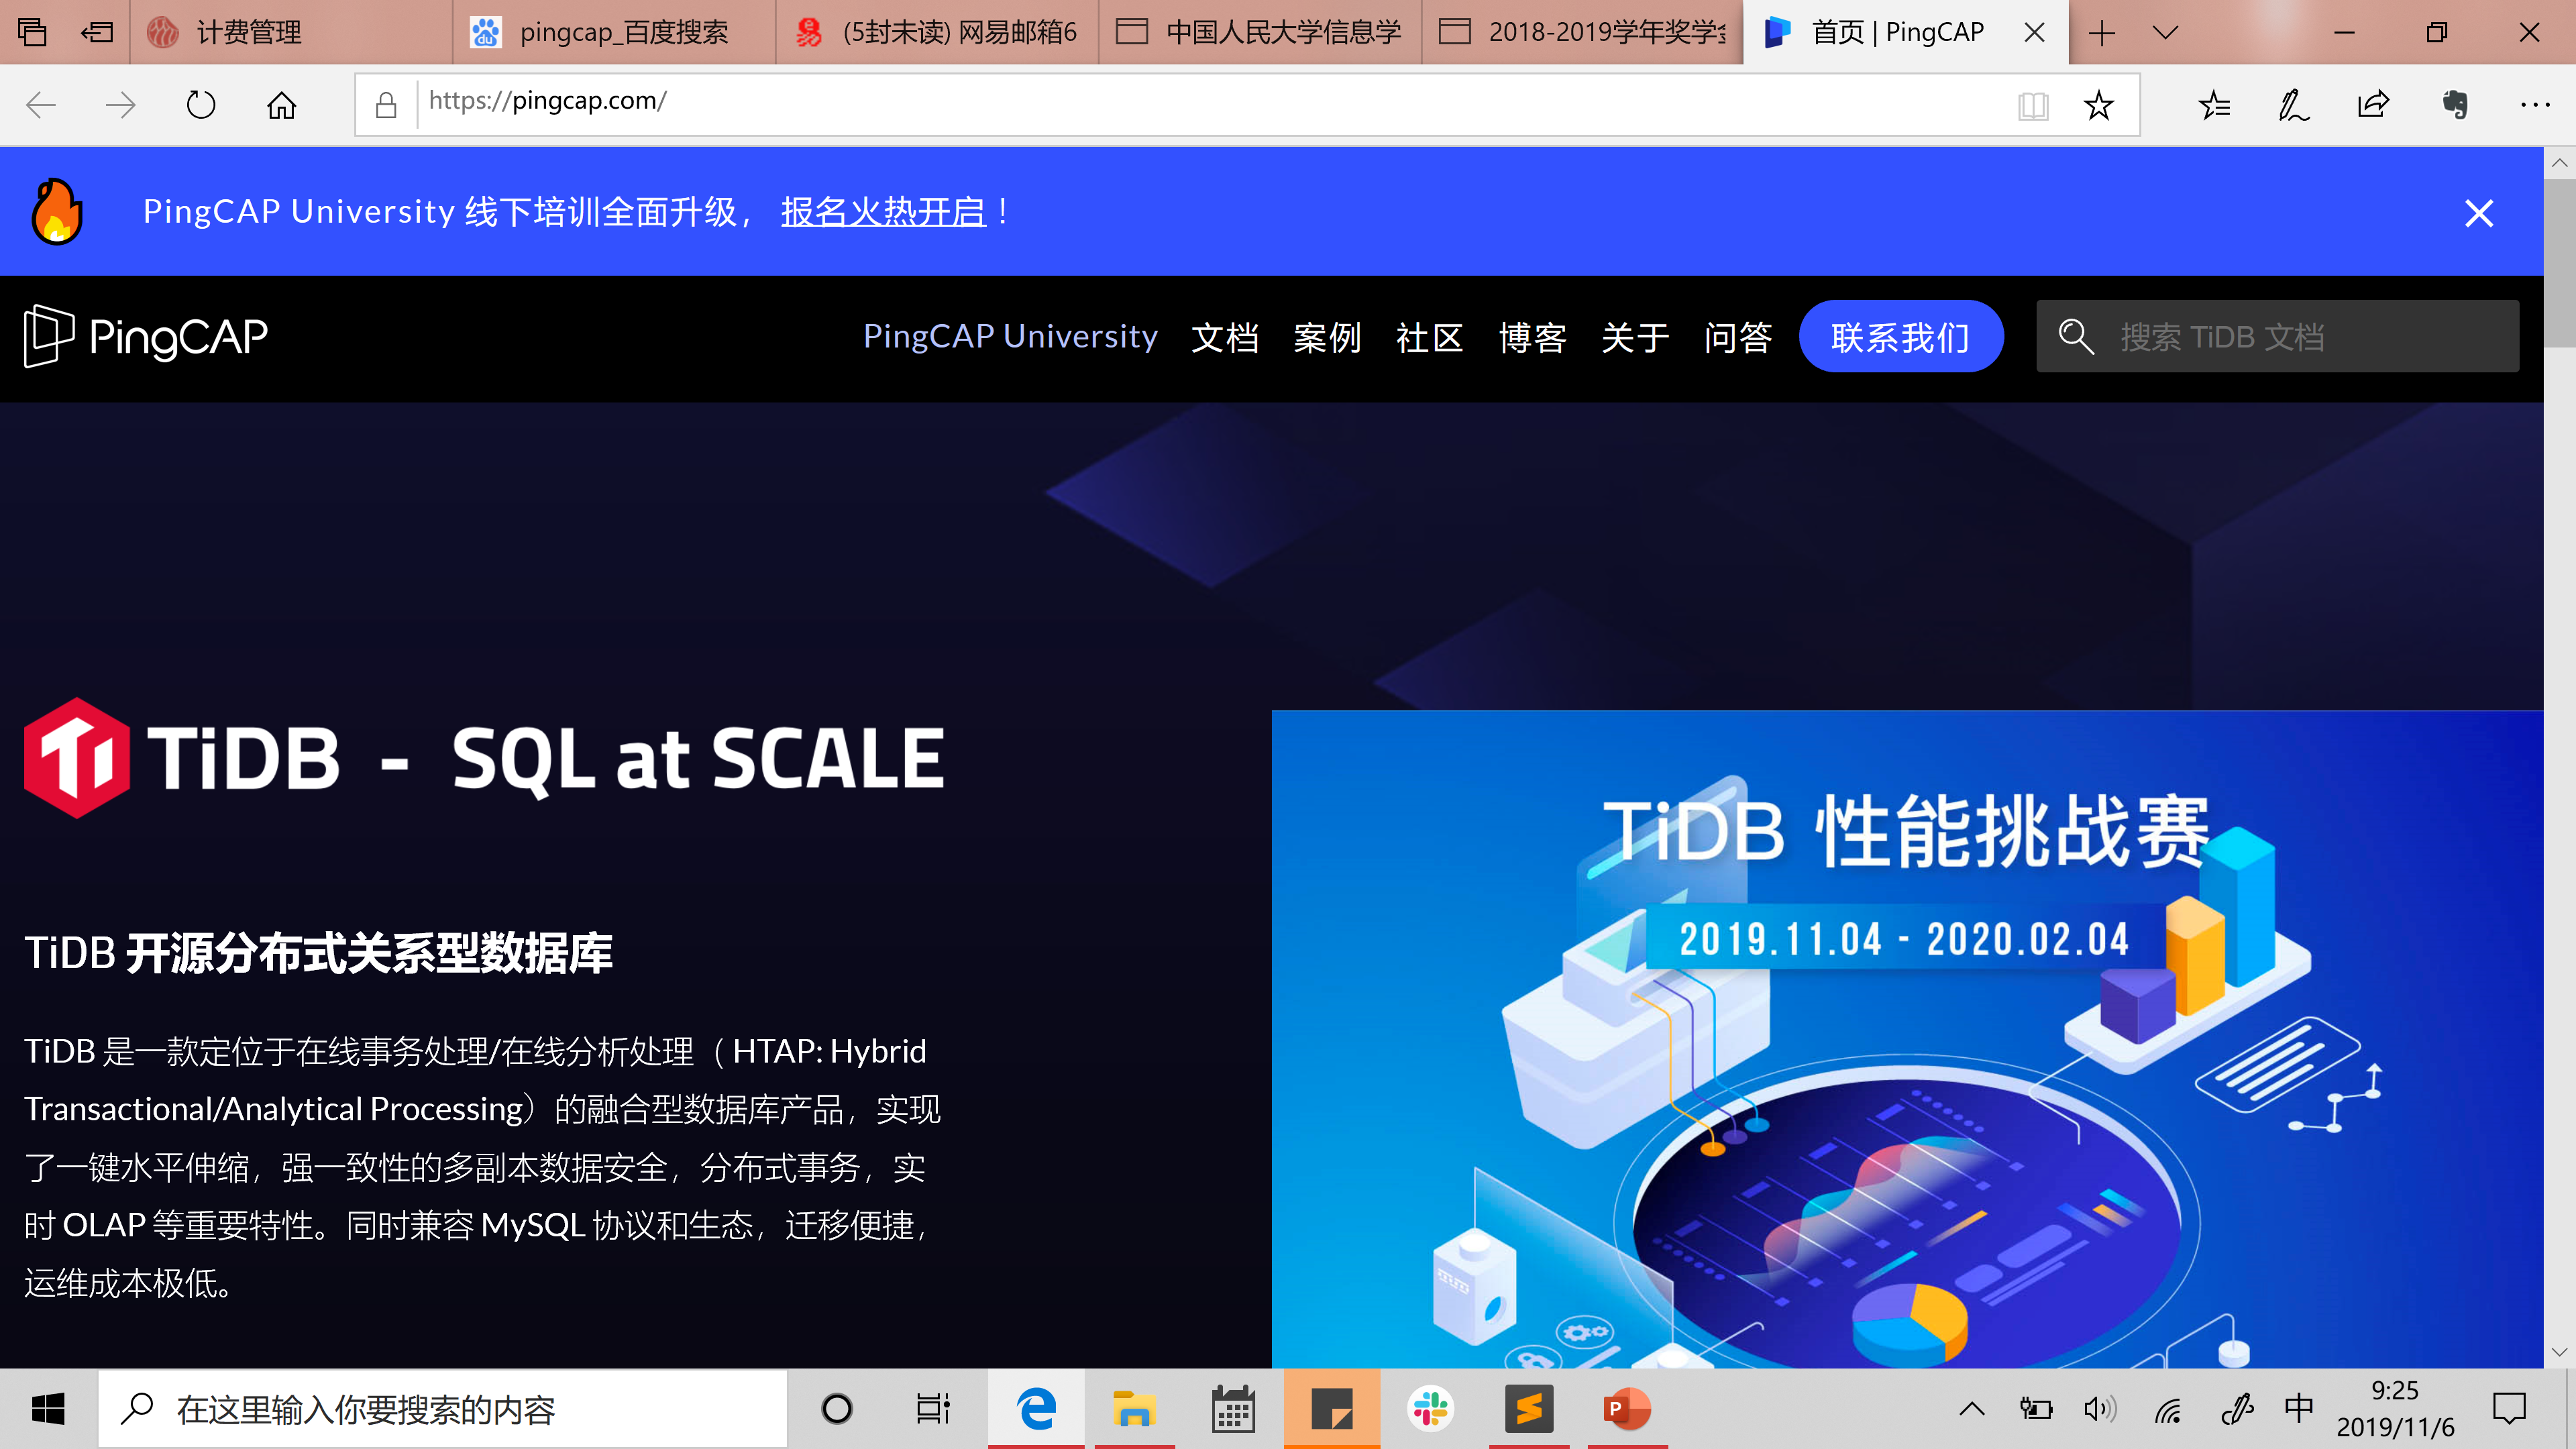 计费管理
pingcap_百度搜索
(5封未读) 网易邮箱6
中国人民大学信息学
2018-2019学年奖学
首页 | PingCAP
https://pingcap.com/
PingCAP University 线下培训全面升级， 报名火热开启！
PingCAP
PingCAP University 文档 案例 社区 博客 关于 问答 联系我们
搜索 TiDB 文档
TiDB - SQL at SCALE
TiDB 性能挑战赛
2019.11.04 - 2020.02.04
TiDB 开源分布式关系型数据库
TiDB 是一款定位于在线事务处理/在线分析处理（ HTAP: Hybrid
Transactional/Analytical Processing）的融合型数据库产品，实现
了一键水平伸缩，强一致性的多副本数据安全，分布式事务，实
时 OLAP 等重要特性。同时兼容 MySQL 协议和生态，迁移便捷，
运维成本极低。
在这里输入你要搜索的内容
中
9:25
2019/11/6